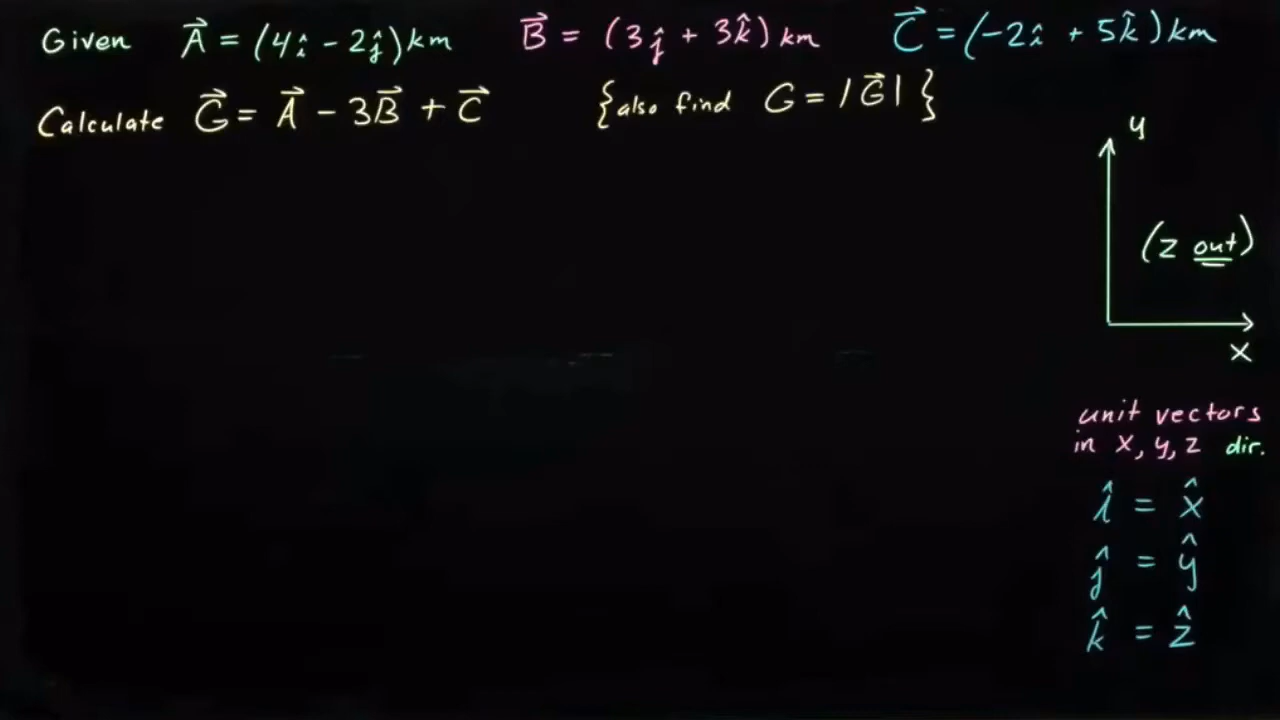 Given A⃗ = (4î - 2ĵ) km B⃗ = (3ĵ + 3k̂) km C⃗ = (-2î + 5k̂) km
Calculate G⃗ = A⃗ - 3B⃗ + C⃗ {also find G = |G⃗|}
y
(z out)
x
unit vectors
in x, y, z dir.
î = x̂
ĵ = ŷ
k̂ = ẑ